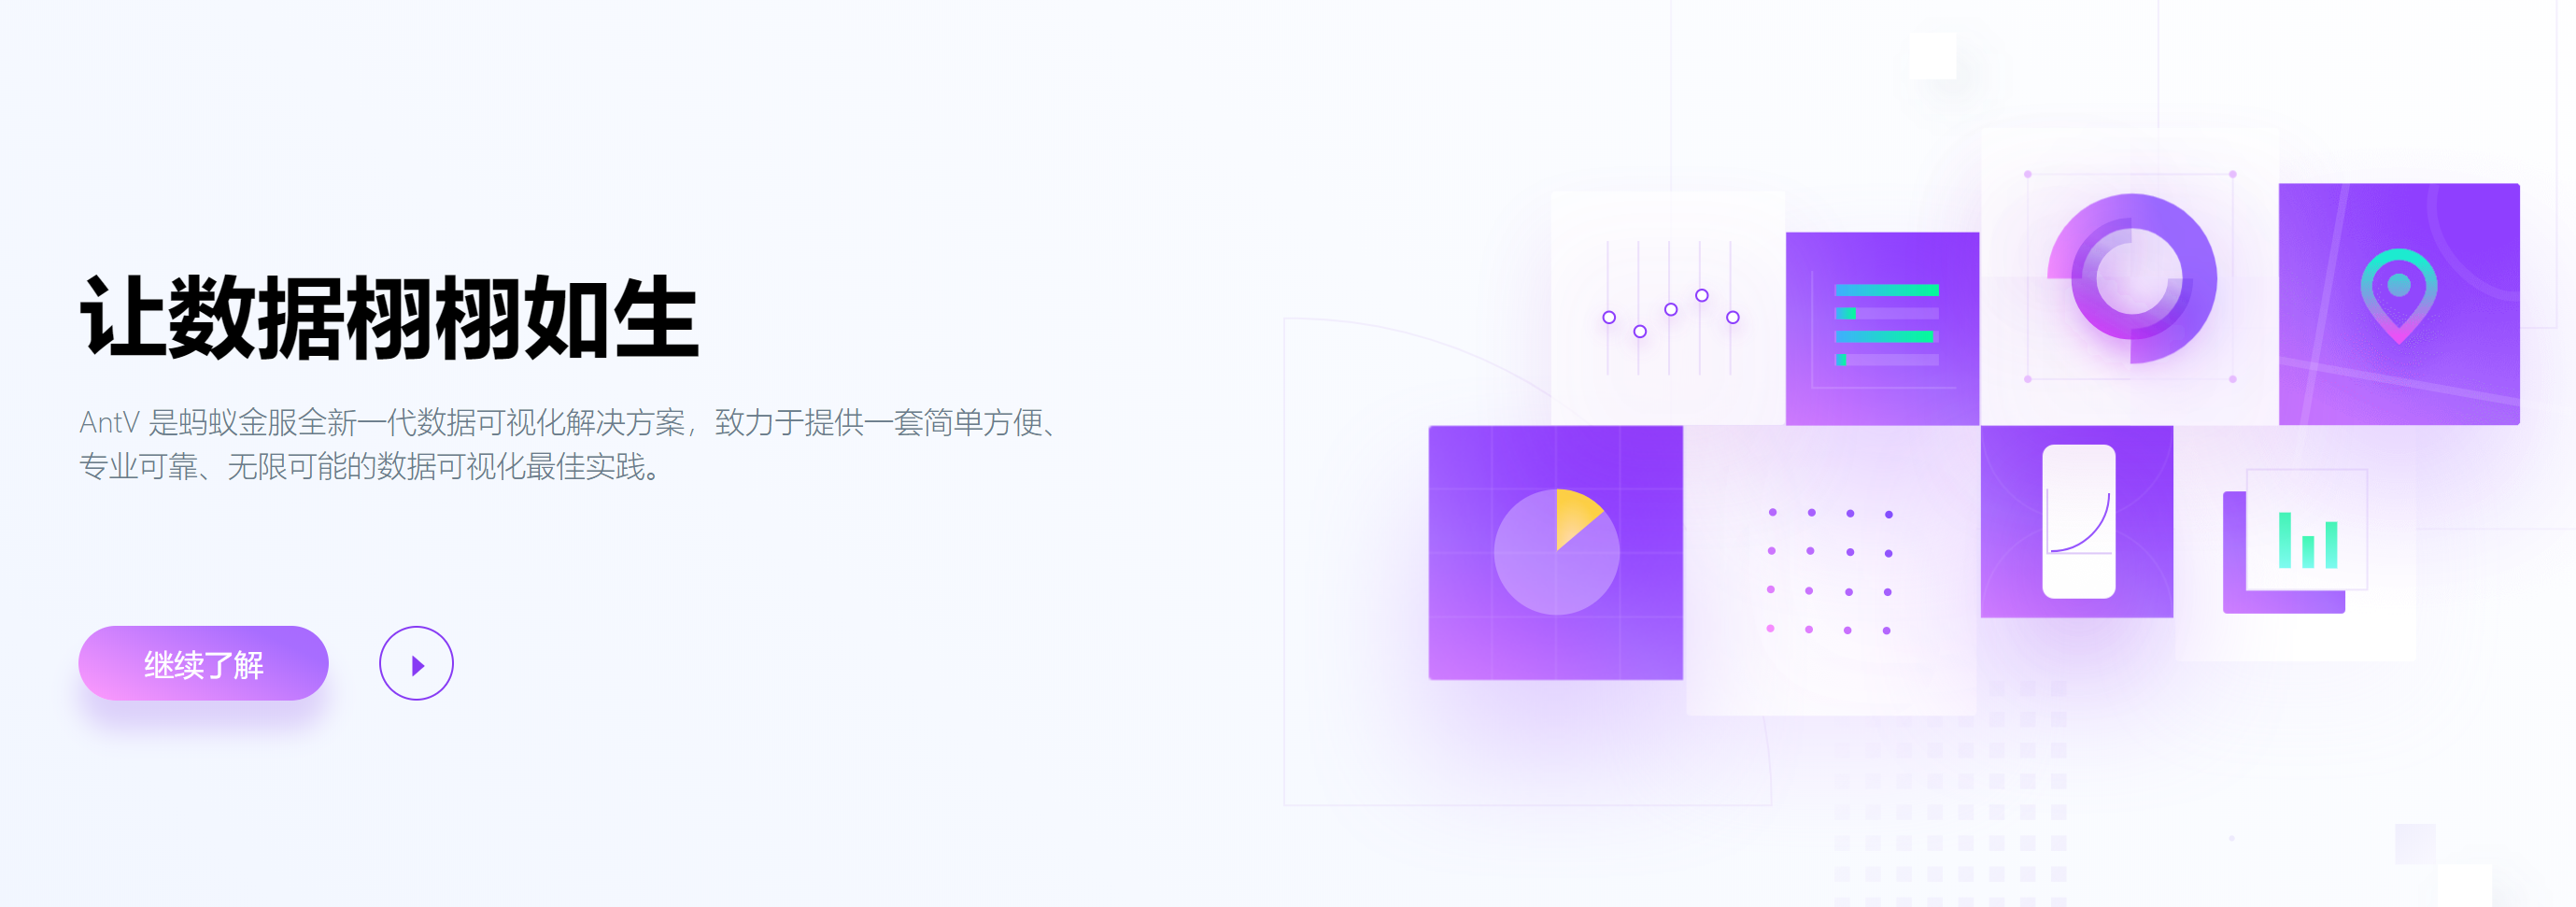 让数据栩栩如生
AntV 是蚂蚁金服全新一代数据可视化解决方案，致力于提供一套简单方便、
专业可靠、无限可能的数据可视化最佳实践。
继续了解